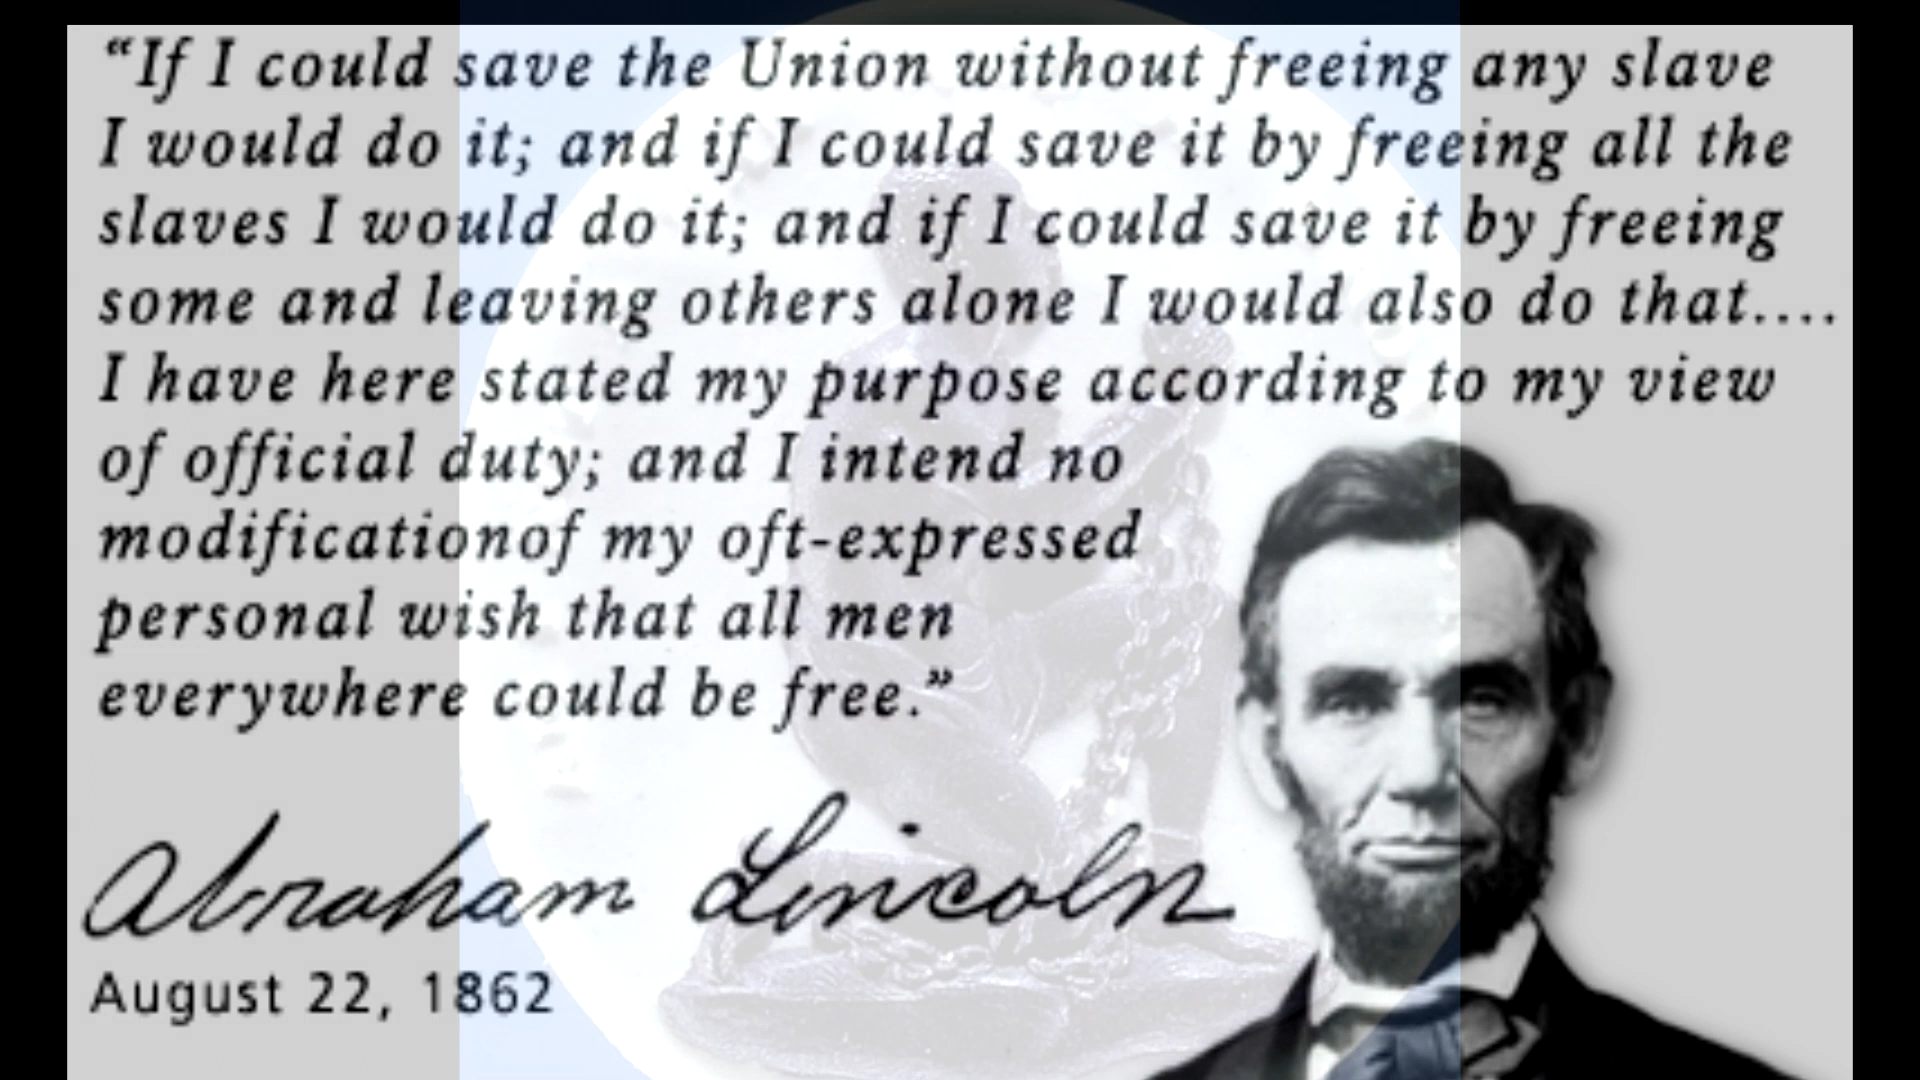 “If I could save the Union without freeing any slave
I would do it; and if I could save it by freeing all the
slaves I would do it; and if I could save it by freeing
some and leaving others alone I would also do that....
I have here stated my purpose according to my view
of official duty; and I intend no
modificationof my oft-expressed
personal wish that all men
everywhere could be free.”
Abraham Lincoln
August 22, 1862